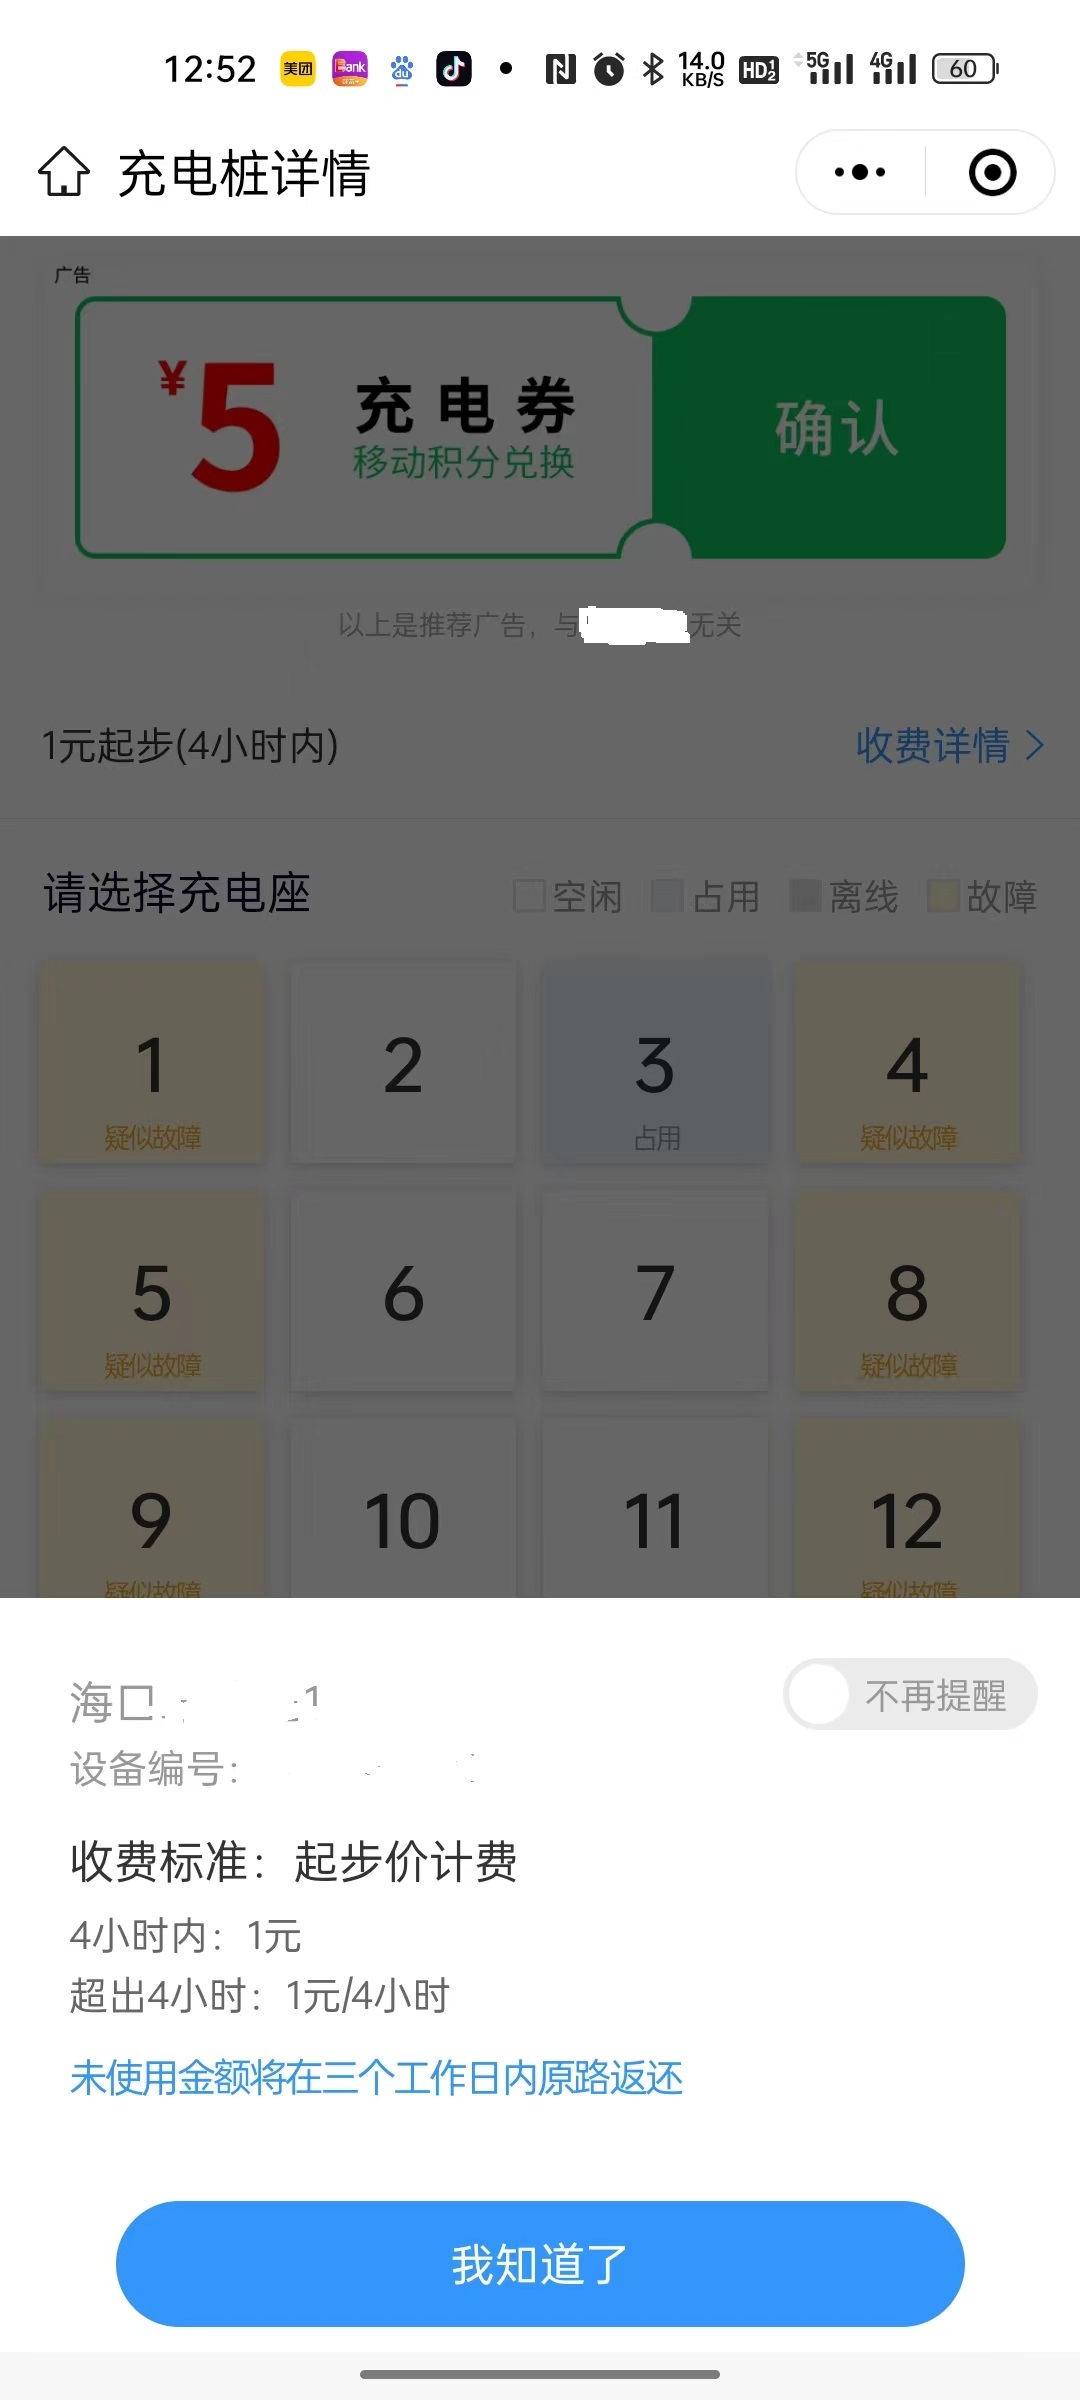 12:52 美团 Bank du 14.0 KB/S HD 1 2 5G 4G 60
充电桩详情
广告
¥5 充电券 确认
移动积分兑换
以上是推荐广告，与 无关
1元起步(4小时内) 收费详情
请选择充电座 空闲 占用 离线 故障
1 2 3 4
疑似故障 占用 疑似故障
5 6 7 8
疑似故障 疑似故障
9 10 11 12
疑似故障 疑似故障
海口 1 不再提醒
设备编号：
收费标准：起步价计费
4小时内：1元
超出4小时：1元/4小时
未使用金额将在三个工作日内原路返还
我知道了